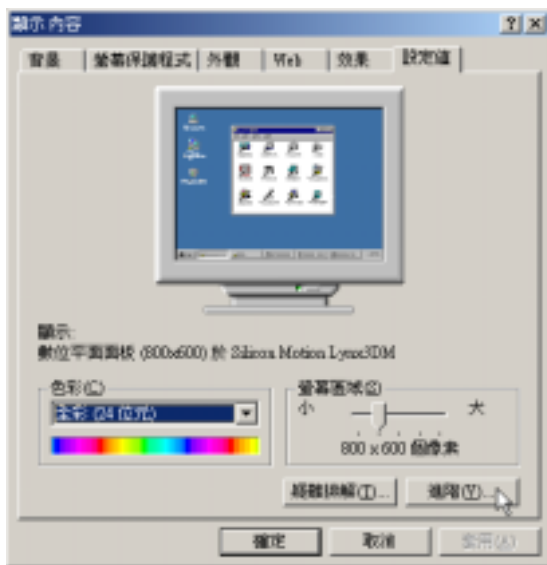 顯示 內容
背景 螢幕保護程式 外觀 Web 效果 設定值
顯示:
數位平面面板 (800x600) 於 Silicon Motion Lynx3DM
色彩(C)
全彩 (24 位元)
螢幕區域(S)
小 大
800 x 600 個像素
疑難排解(T)... 進階(V)...
確定 取消 套用(A)